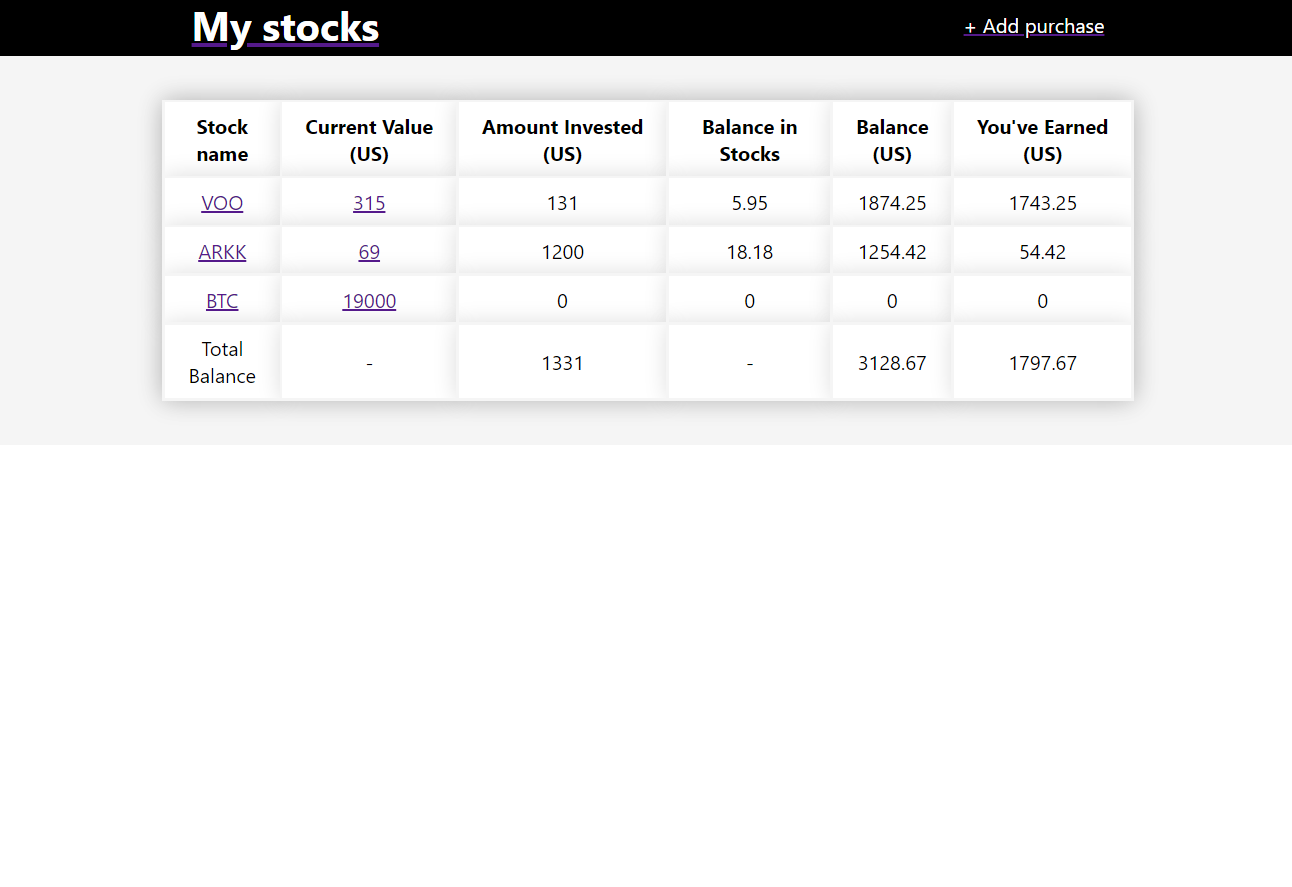 My stocks
+ Add purchase
Stock name Current Value (US) Amount Invested (US) Balance in Stocks Balance (US) You've Earned (US)
VOO 315 131 5.95 1874.25 1743.25
ARKK 69 1200 18.18 1254.42 54.42
BTC 19000 0 0 0 0
Total Balance - 1331 - 3128.67 1797.67